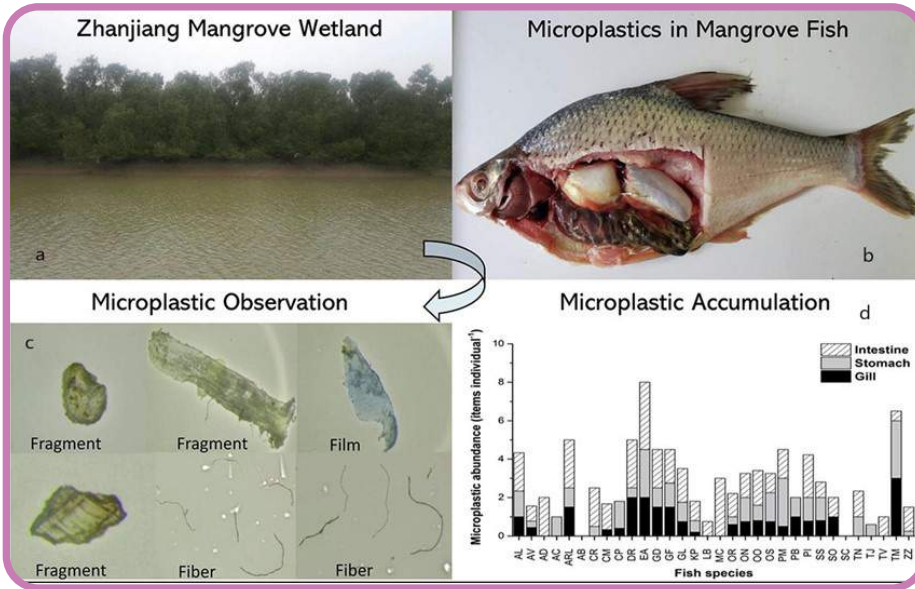 Zhanjiang Mangrove Wetland
a
Microplastics in Mangrove Fish
b
Microplastic Observation
c
Fragment
Fragment
Film
Fragment
Fiber
Fiber
Microplastic Accumulation
d
Microplastic abundance (items individual⁻¹)
10
8
6
4
2
0
Intestine
Stomach
Gill
AL AV AD AC ARL AB CR CM CP DR EA GD GF GL KP LB MC OR ON OO OS PM PB PI SS SO SC TN TJ TV TM ZZ
Fish species